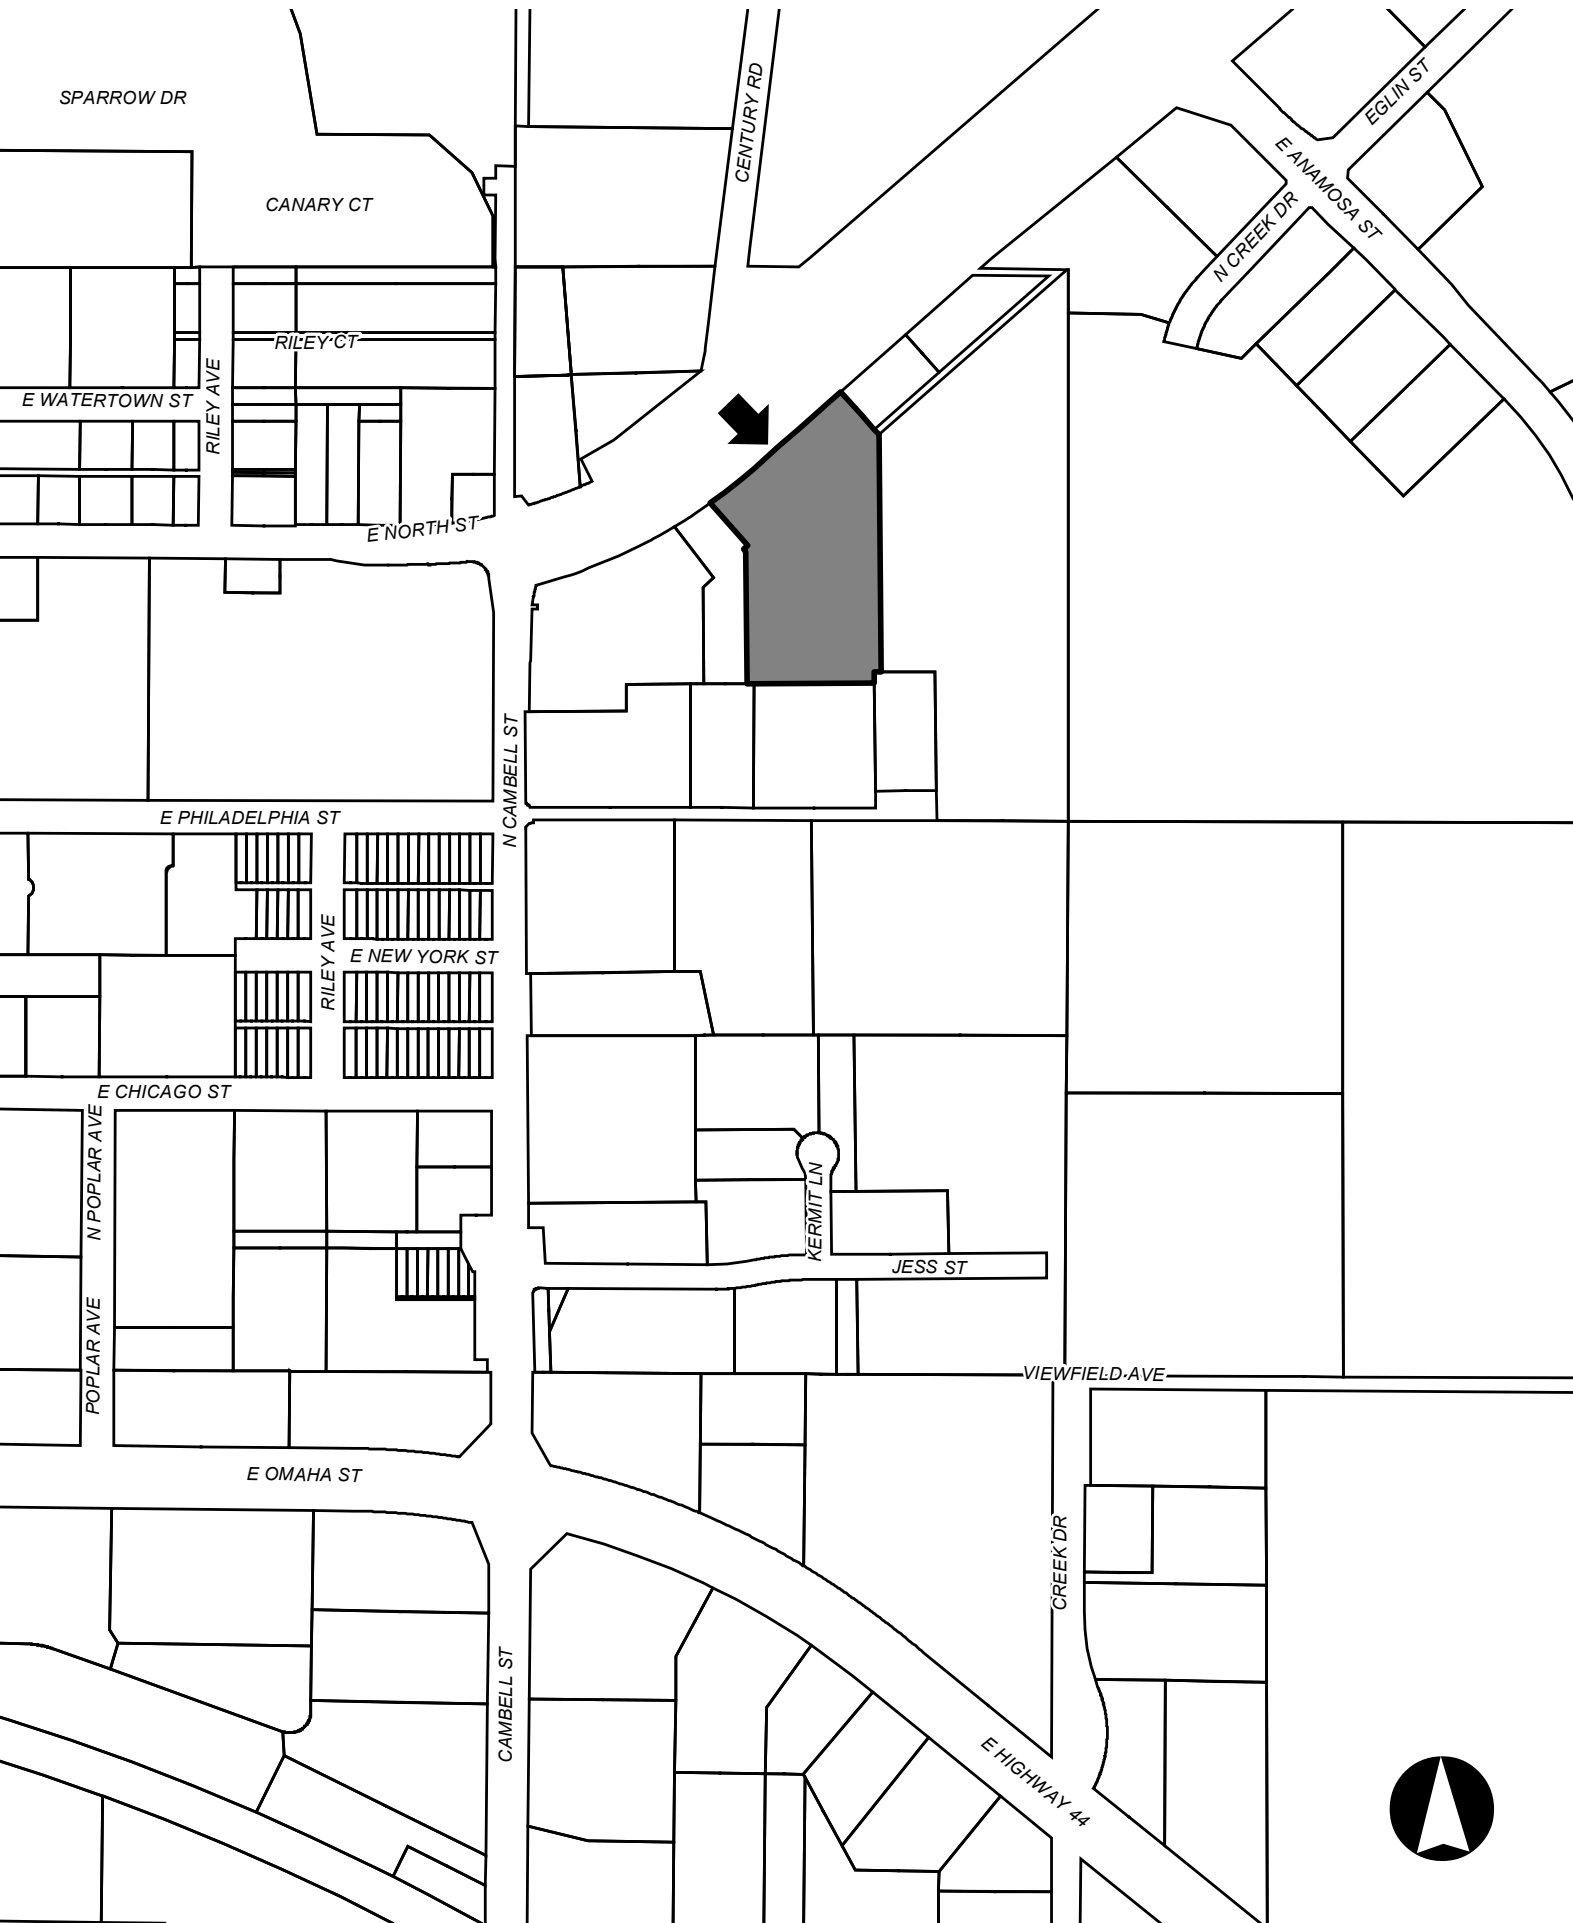 SPARROW DR
CENTURY RD
EGLIN ST
E ANAMOSA ST
CANARY CT
N CREEK DR
RILEY CT
RILEY AVE
E WATERTOWN ST
E NORTH ST
N CAMBELL ST
E PHILADELPHIA ST
RILEY AVE
E NEW YORK ST
E CHICAGO ST
N POPLAR AVE
KERMIT LN
JESS ST
POPLAR AVE
VIEWFIELD AVE
E OMAHA ST
CREEK DR
CAMBELL ST
E HIGHWAY 44